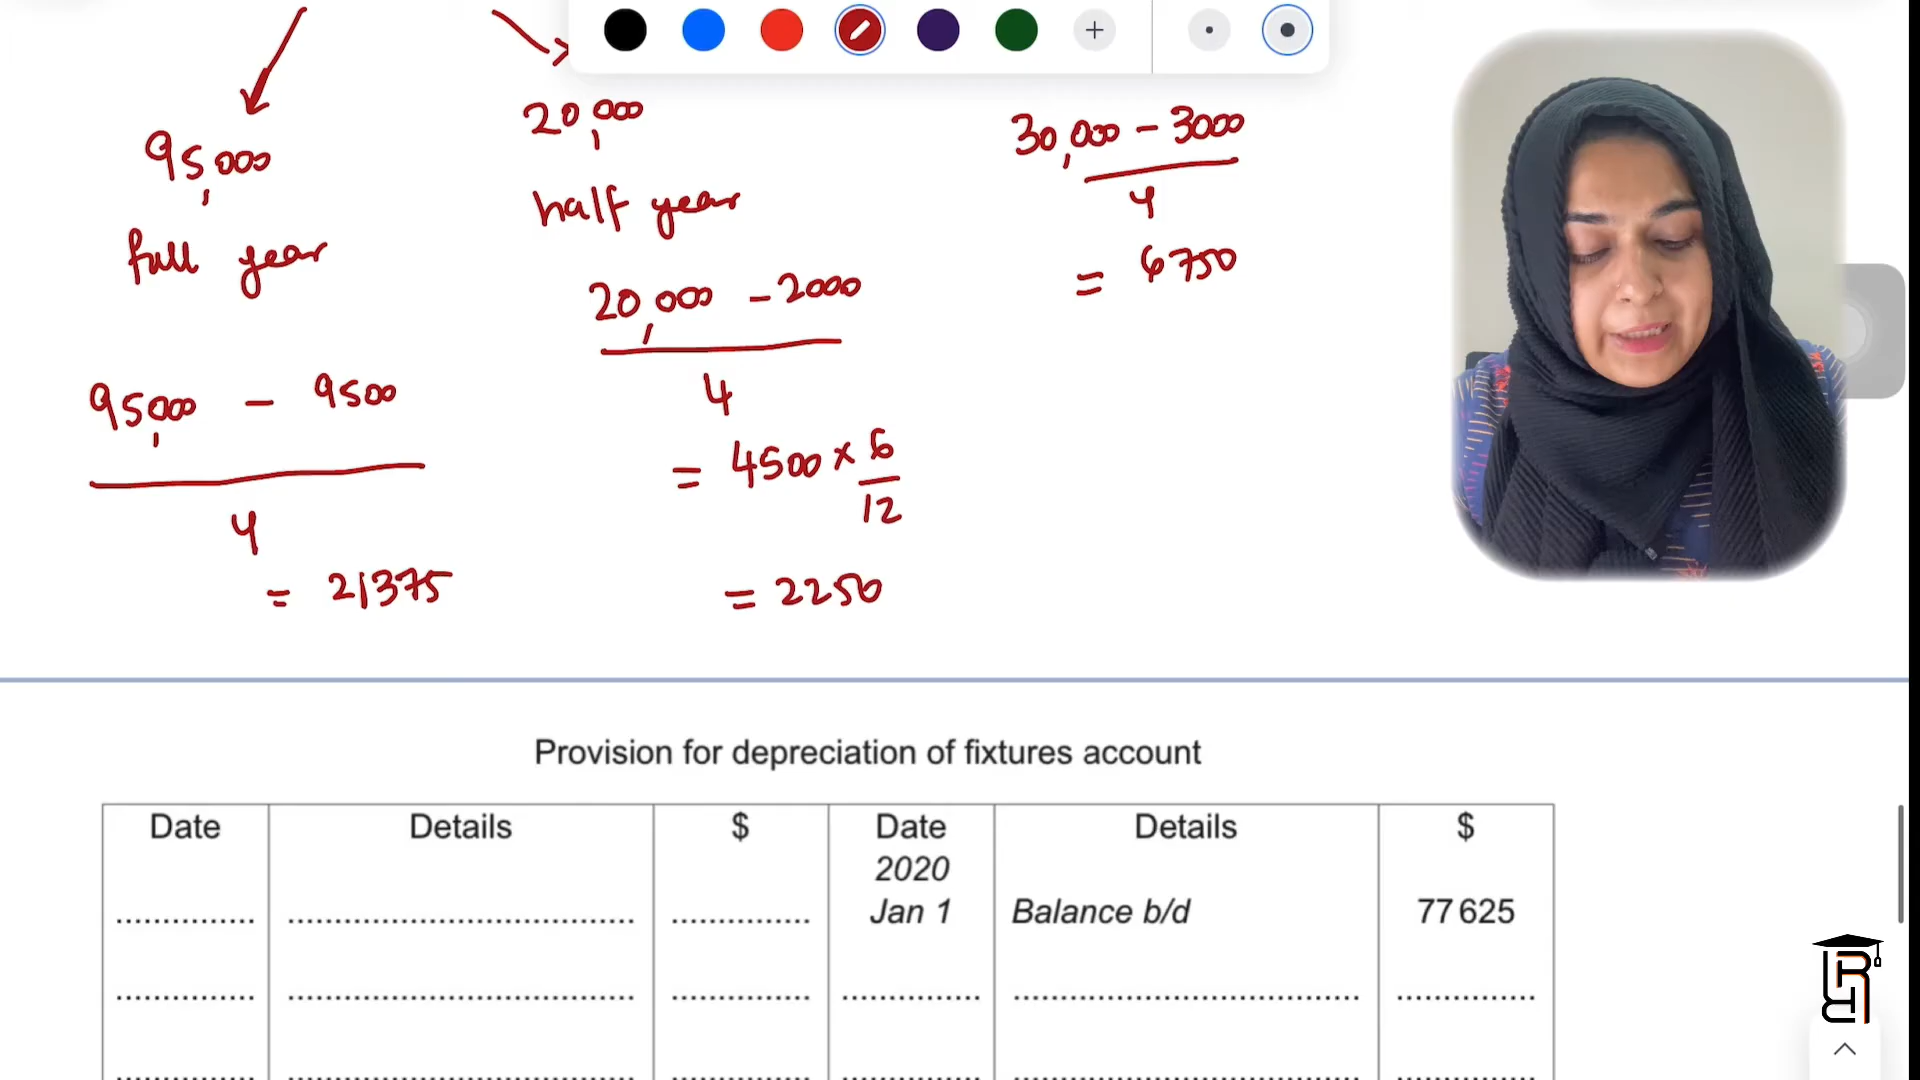 95,000
full year
95,000 - 9500
4
= 21375
20,000
half year
20,000 - 2000
4
= 4500 × 6
12
= 2250
30,000 - 3000
4
= 6750
Provision for depreciation of fixtures account
Date Details $ Date Details $
2020
Jan 1 Balance b/d 77 625